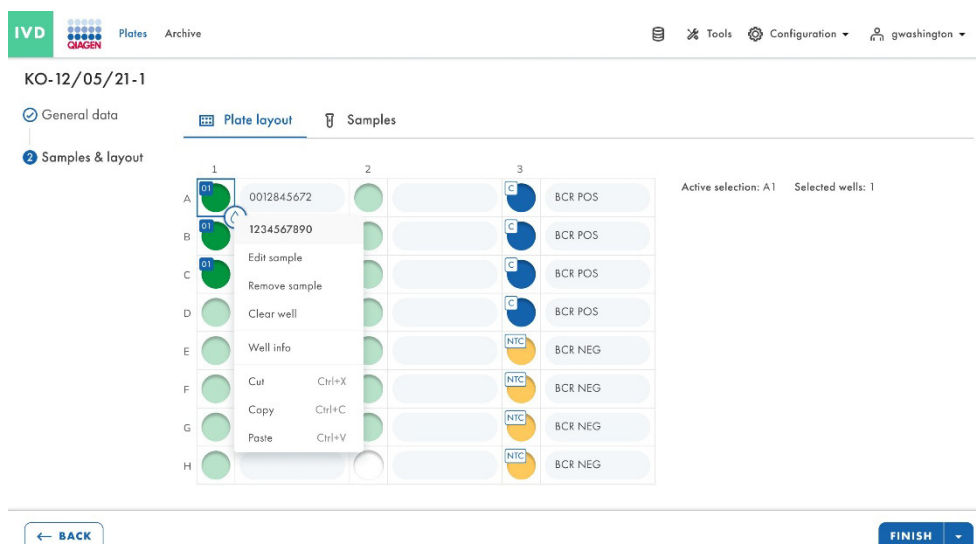 IVD QIAGEN Plates Archive Tools Configuration gwashington
KO-12/05/21-1
General data
2 Samples & layout
Plate layout Samples
1 2 3
Active selection: A1 Selected wells: 1
A 01 0012845672 C BCR POS
B 01 C BCR POS
C 01 C BCR POS
D C BCR POS
E NTC BCR NEG
F NTC BCR NEG
G NTC BCR NEG
H NTC BCR NEG
1234567890
Edit sample
Remove sample
Clear well
Well info
Cut Ctrl+X
Copy Ctrl+C
Paste Ctrl+V
← BACK FINISH